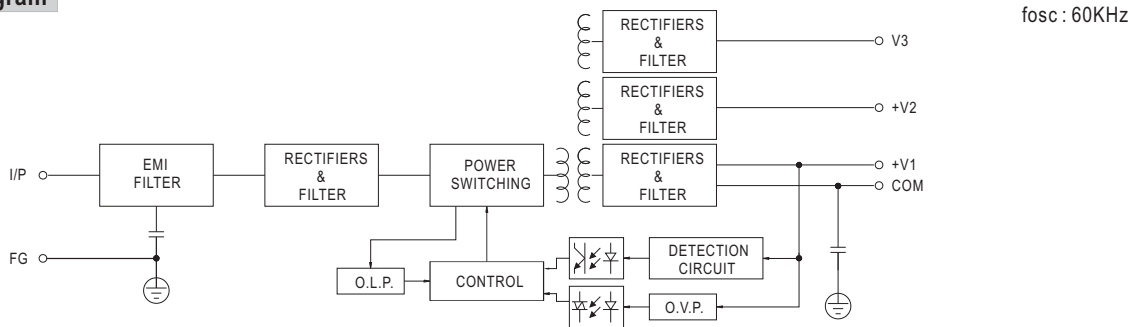 fosc : 60KHz
RECTIFIERS
&
FILTER
V3
RECTIFIERS
&
FILTER
+V2
I/P
EMI
FILTER
RECTIFIERS
&
FILTER
POWER
SWITCHING
RECTIFIERS
&
FILTER
+V1
COM
FG
O.L.P.
CONTROL
DETECTION
CIRCUIT
O.V.P.